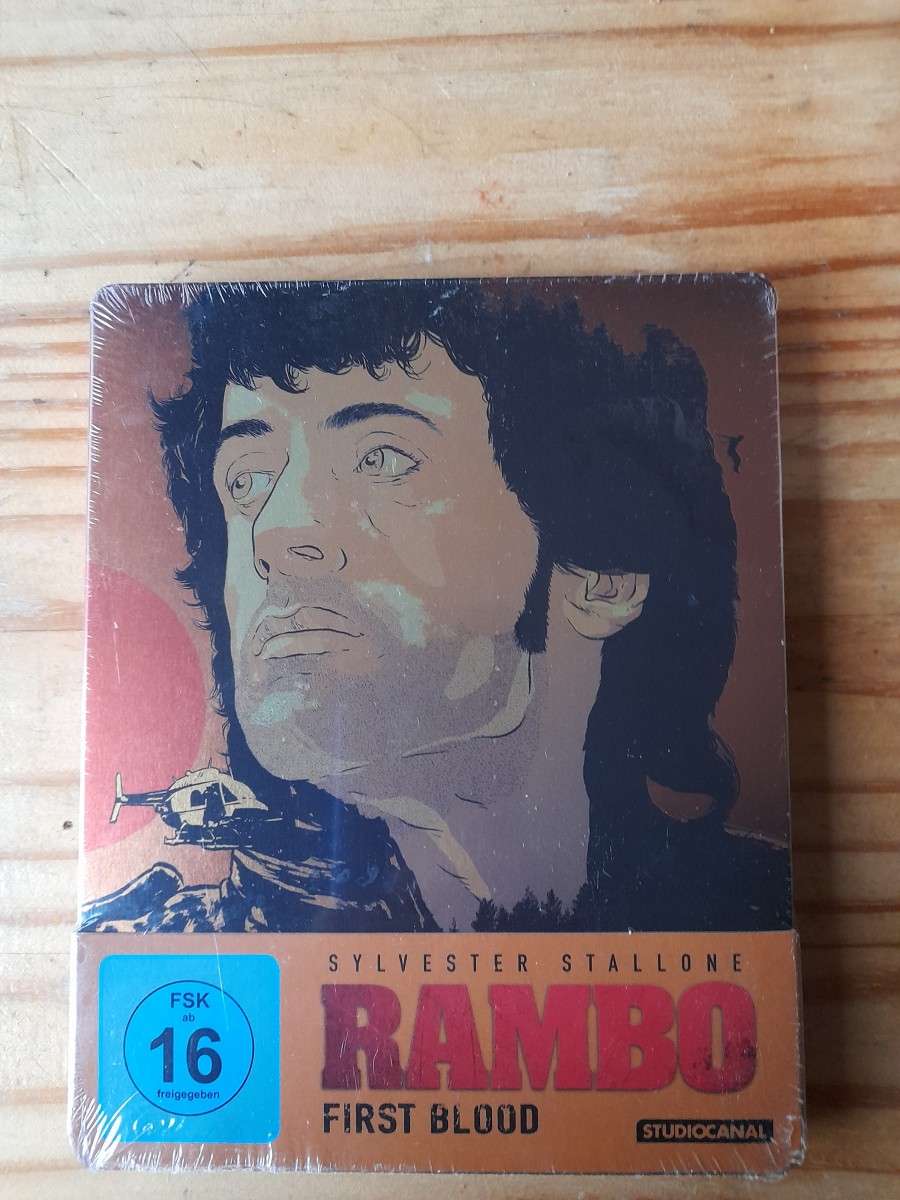 SYLVESTER STALLONE
RAMBO
FIRST BLOOD
STUDIOCANAL
FSK
ab
16
freigegeben